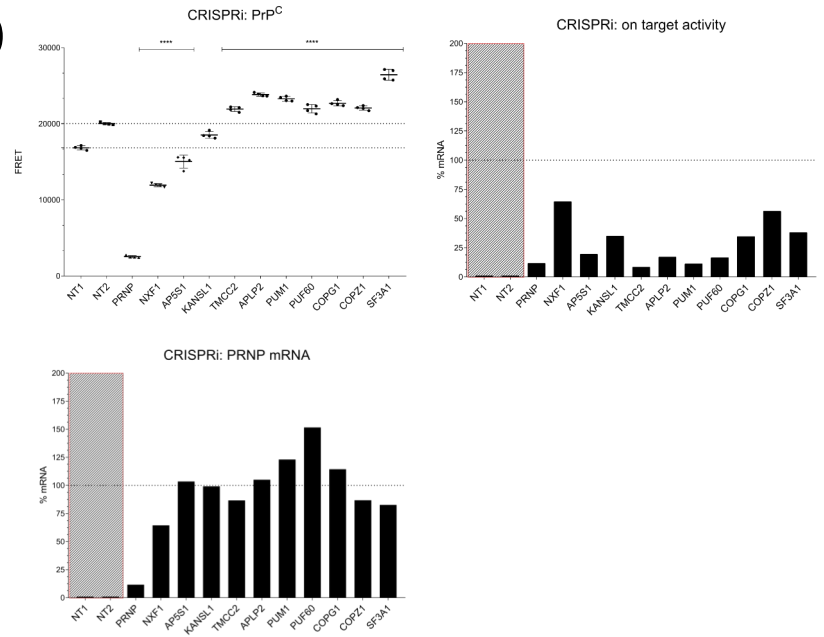 )
CRISPRi: PrPC
****
****
30000
20000
10000
0
FRET
NT1
NT2
PRNP
NXF1
AP5S1
KANSL1
TMCC2
APLP2
PUM1
PUF60
COPG1
COPZ1
SF3A1
CRISPRi: on target activity
200
175
150
125
100
75
50
25
0
% mRNA
NT1
NT2
PRNP
NXF1
AP5S1
KANSL1
TMCC2
APLP2
PUM1
PUF60
COPG1
COPZ1
SF3A1
CRISPRi: PRNP mRNA
200
175
150
125
100
75
50
25
0
% mRNA
NT1
NT2
PRNP
NXF1
AP5S1
KANSL1
TMCC2
APLP2
PUM1
PUF60
COPG1
COPZ1
SF3A1